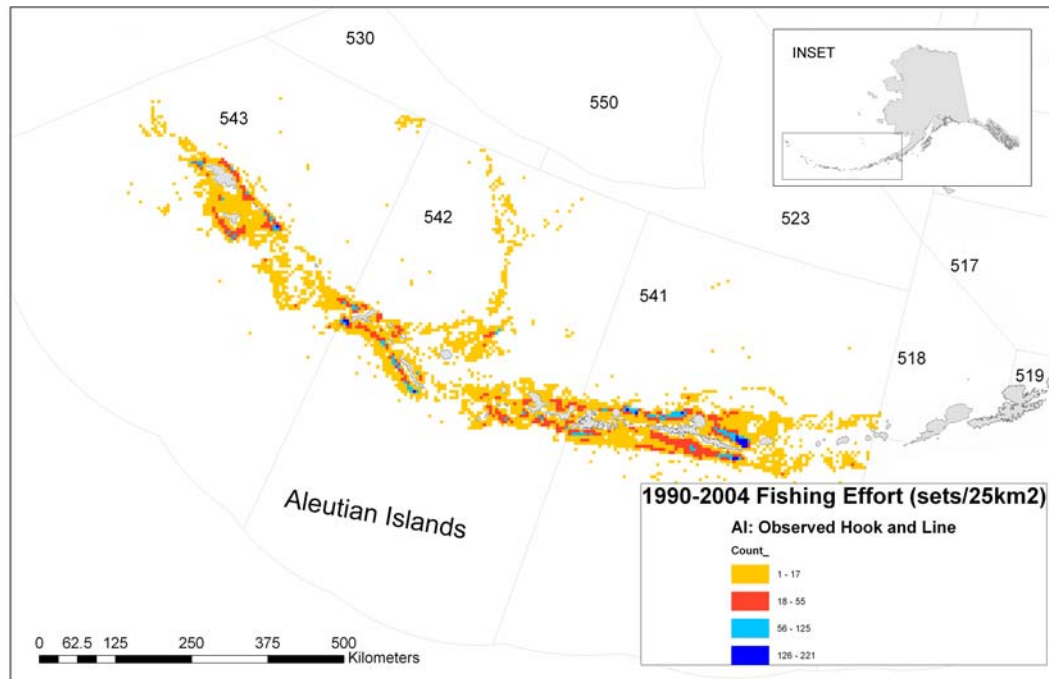 530
INSET
550
543
542
523
517
541
518
519
Aleutian Islands
1990-2004 Fishing Effort (sets/25km2)
AI: Observed Hook and Line
Count_
1 - 17
18 - 55
56 - 125
126 - 221
0 62.5 125 250 375 500
Kilometers